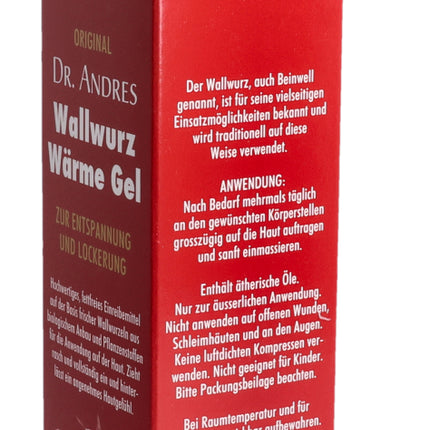 ORIGINAL
DR. ANDRES
Wallwurz
Wärme Gel
ZUR ENTSPANNUNG
UND LOCKERUNG
Hochwertiges, fettfreies Einreibemittel
auf der Basis frischer Wallwurzeln aus
biologischem Anbau und Pflanzenstoffen
für die Anwendung auf der Haut. Zieht
rasch und vollständig ein und hinter-
lässt ein angenehmes Hautgefühl.
Der Wallwurz, auch Beinwell
genannt, ist für seine vielseitigen
Einsatzmöglichkeiten bekannt und
wird traditionell auf diese
Weise verwendet.
ANWENDUNG:
Nach Bedarf mehrmals täglich
an den gewünschten Körperstellen
grosszügig auf die Haut auftragen
und sanft einmassieren.
Enthält ätherische Öle.
Nur zur äusserlichen Anwendung.
Nicht anwenden auf offenen Wunden,
Schleimhäuten und an den Augen.
Keine luftdichten Kompressen ver-
wenden. Nicht geeignet für Kinder.
Bitte Packungsbeilage beachten.
Bei Raumtemperatur und für
aufbewahren.